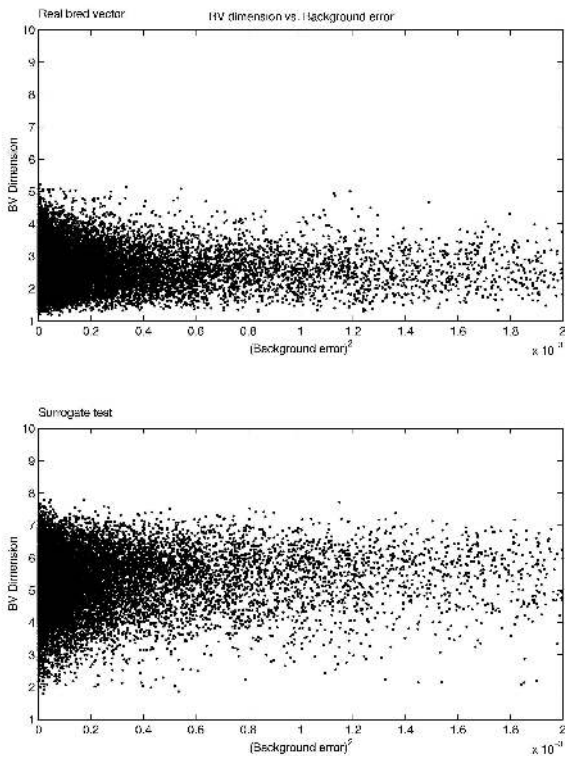 Real bred vector
BV dimension vs. Background error
10
9
8
7
6
5
4
3
2
1
BV Dimension
0 0.2 0.4 0.6 0.8 1 1.2 1.4 1.6 1.8 2
(Background error)2
x 10-3
Surrogate test
10
9
8
7
6
5
4
3
2
1
BV Dimension
0 0.2 0.4 0.6 0.8 1 1.2 1.4 1.6 1.8 2
(Background error)2
x 10-3